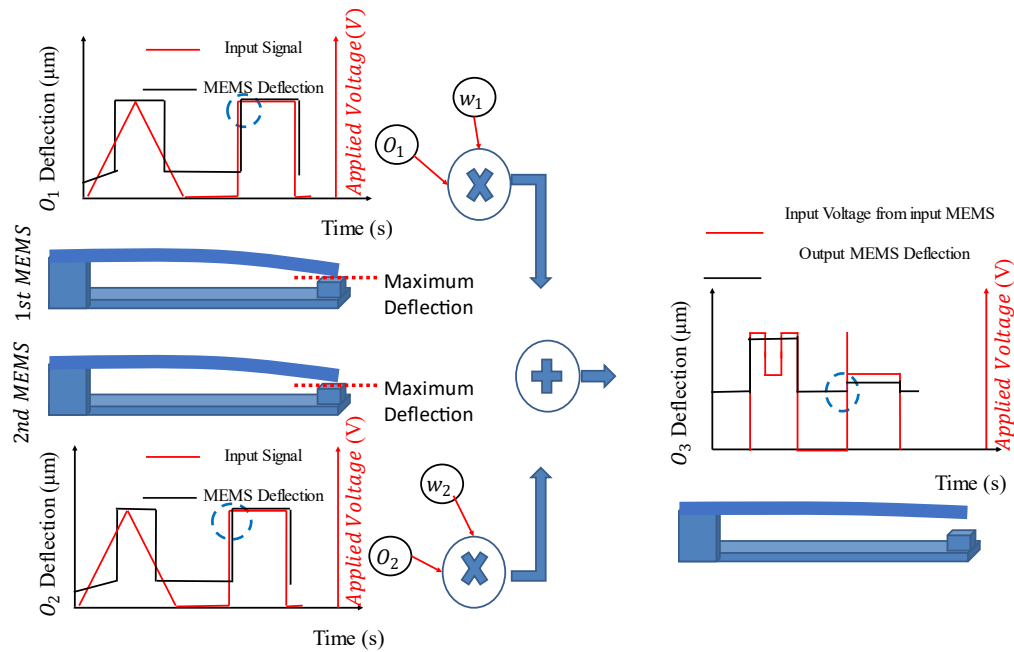 Input Signal
MEMS Deflection
O₁ Deflection (μm)
Applied Voltage(V)
Time (s)
w₁
O₁
1st MEMS
Maximum
Deflection
2nd MEMS
Maximum
Deflection
Input Signal
MEMS Deflection
O₂ Deflection (μm)
Applied Voltage (V)
Time (s)
w₂
O₂
Input Voltage from input MEMS
Output MEMS Deflection
O₃ Deflection (μm)
Applied Voltage (V)
Time (s)